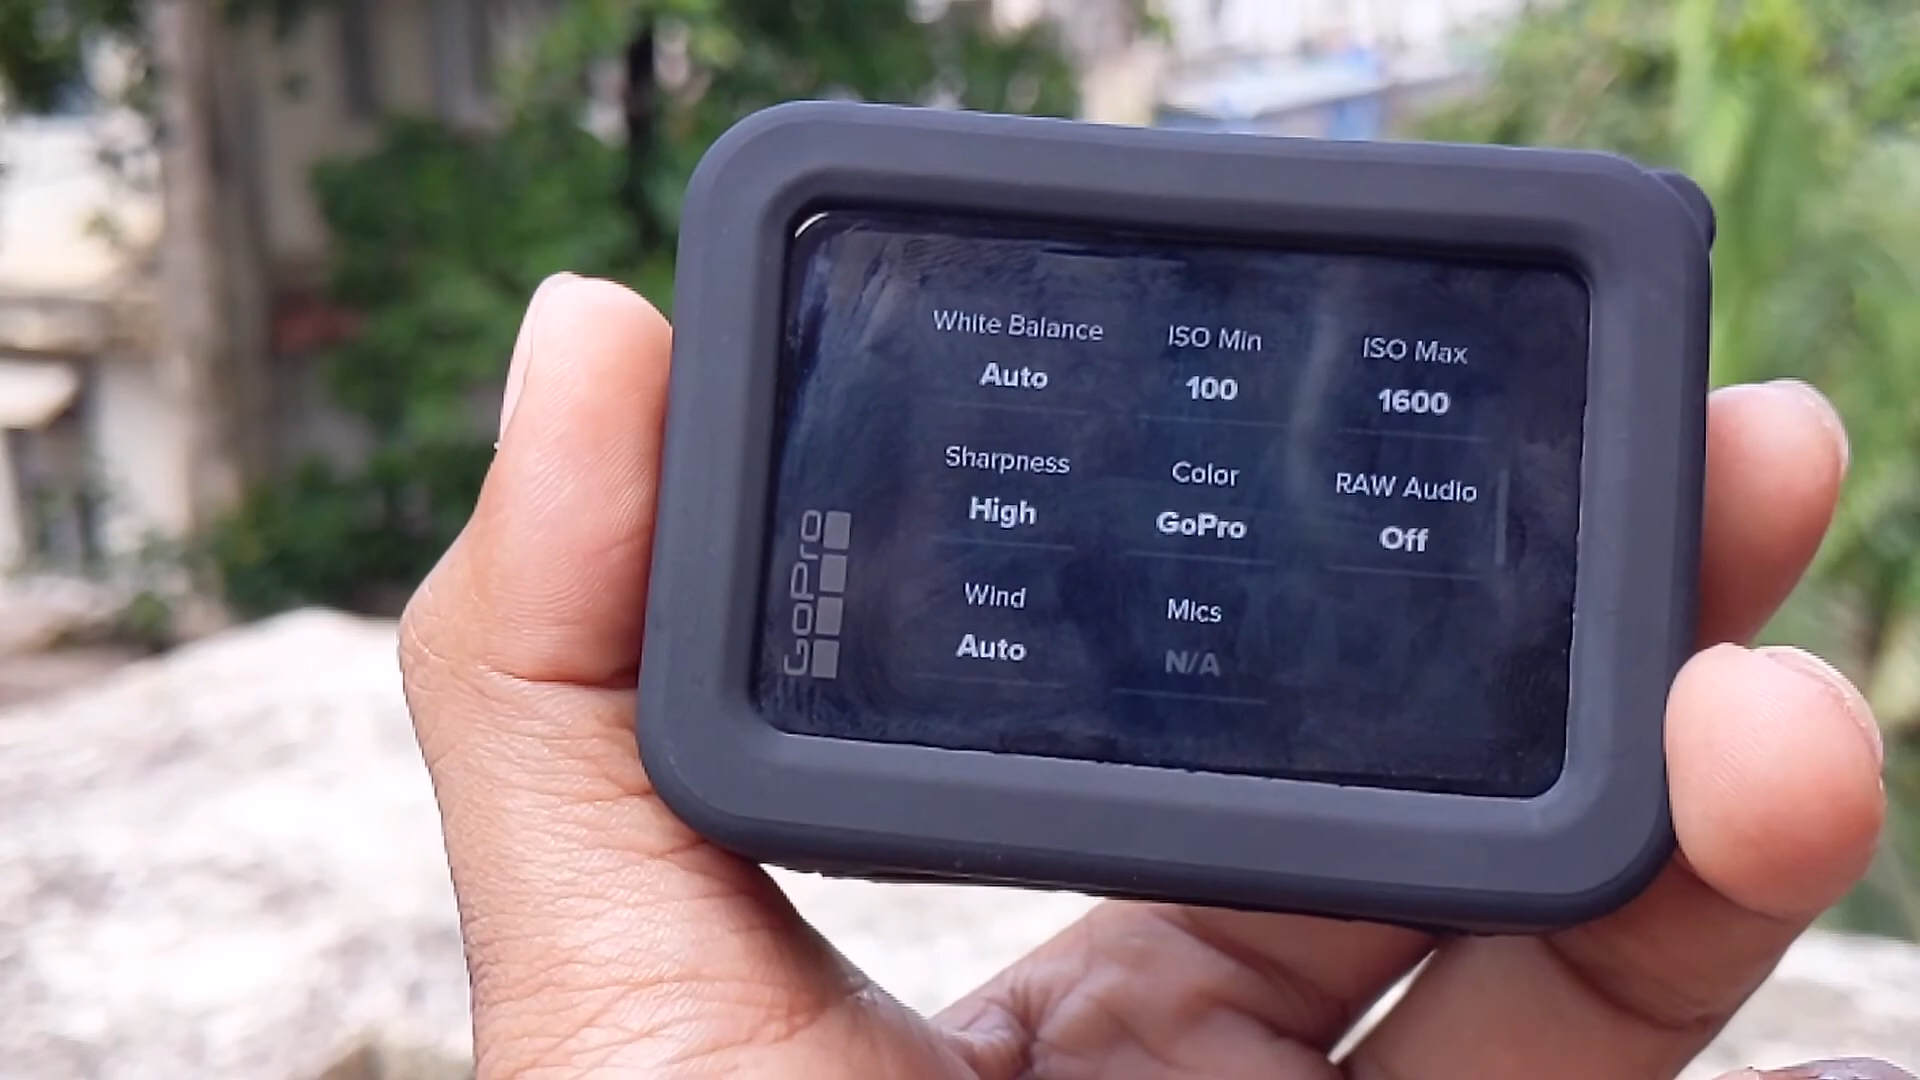 White Balance ISO Min ISO Max
Auto 100 1600
Sharpness Color RAW Audio
High GoPro Off
Wind Mics
Auto N/A
GoPro